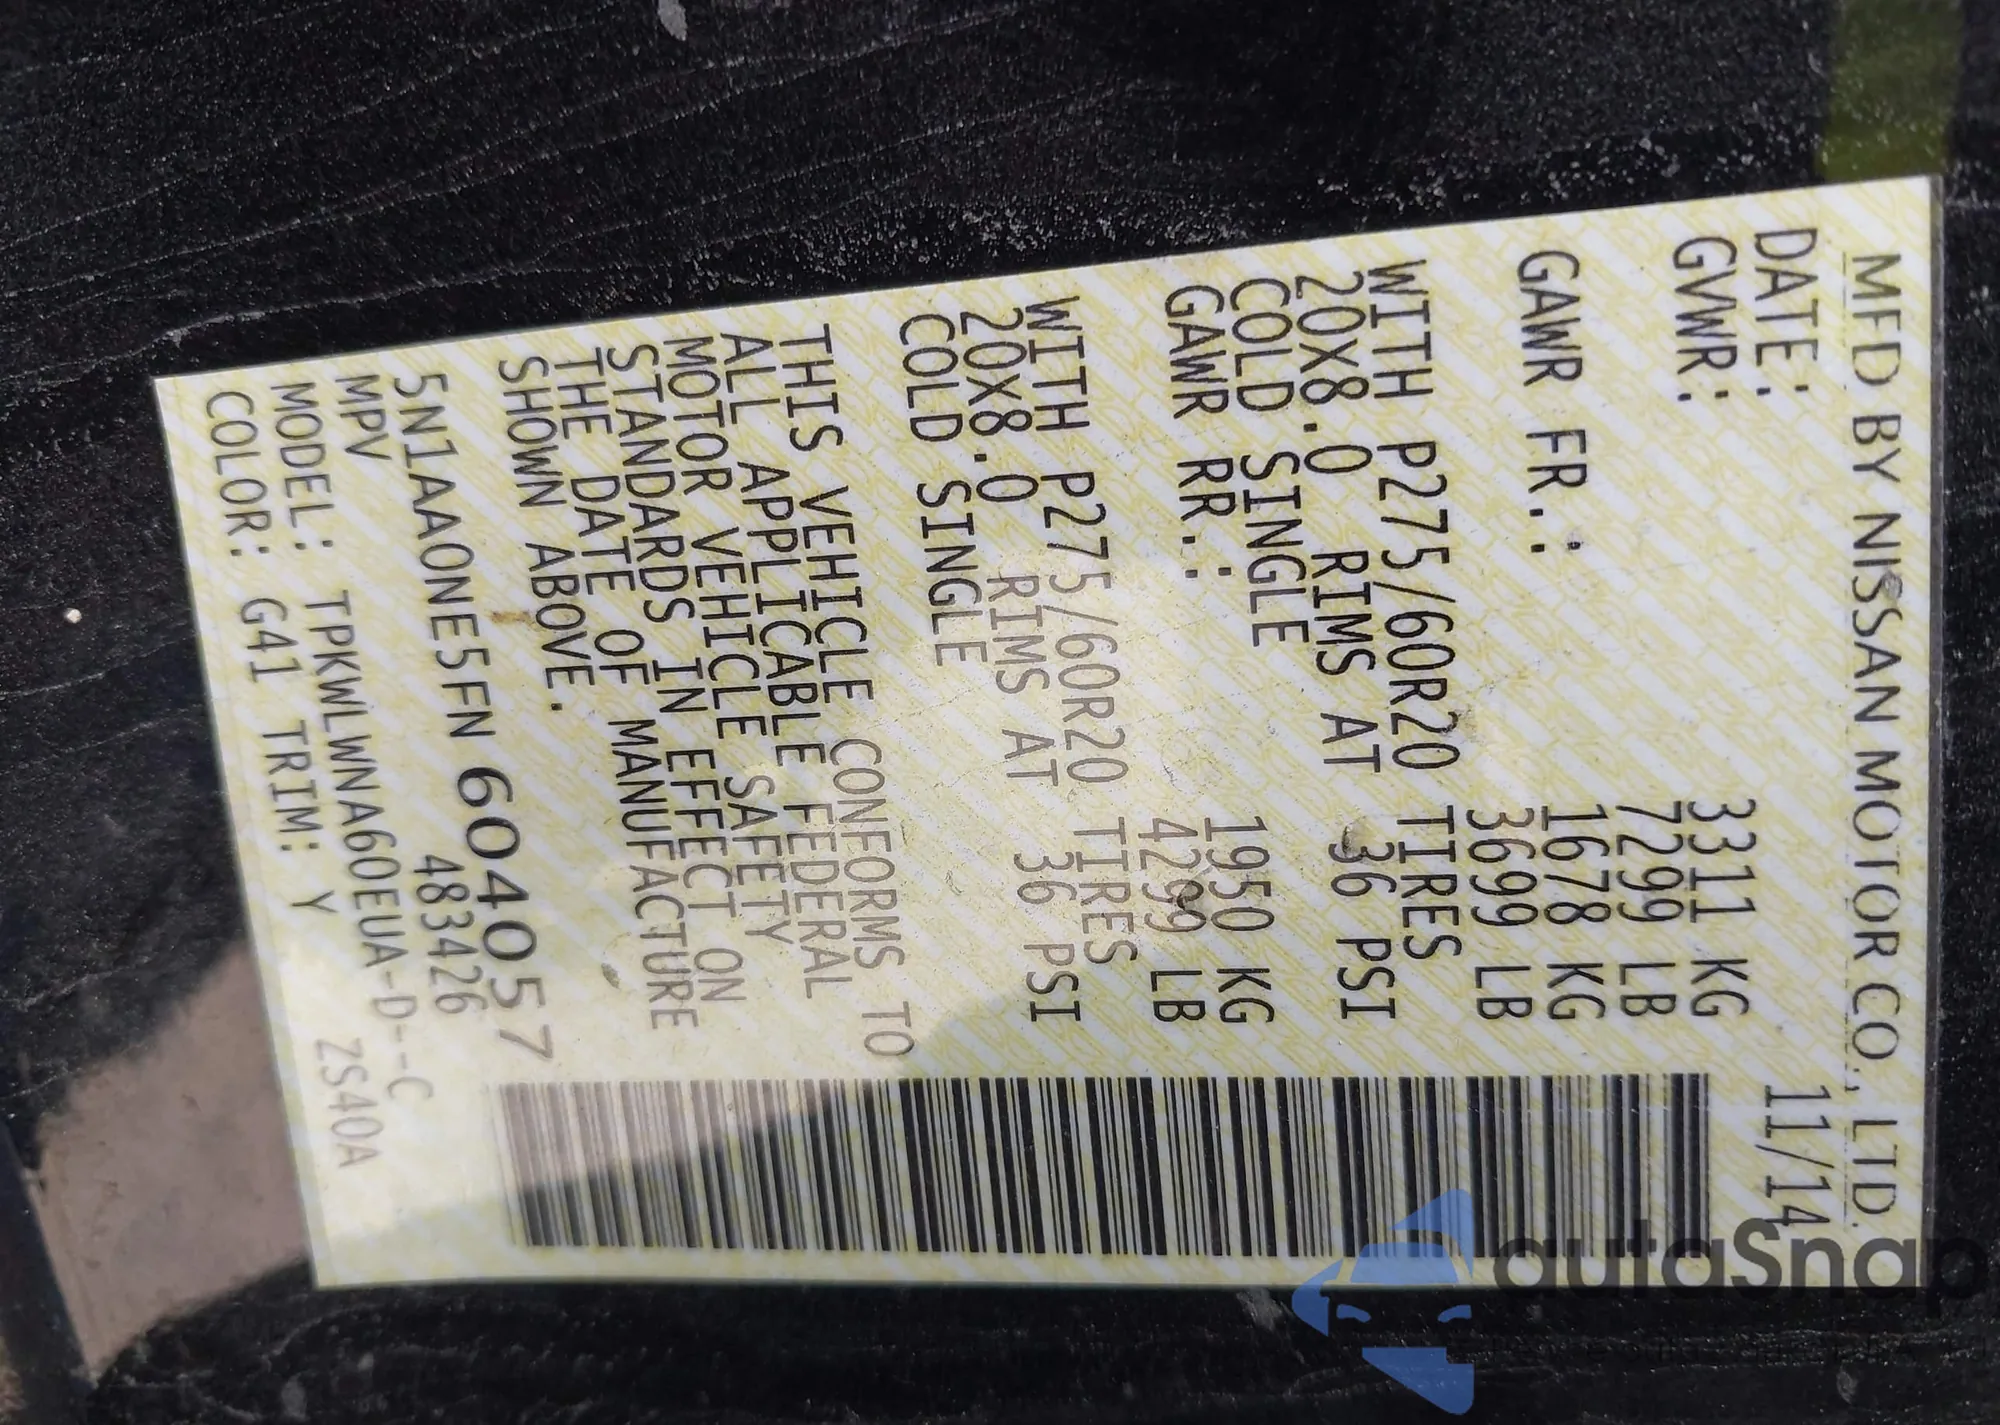 MFD BY NISSAN MOTOR CO., LTD.
DATE: 11/14
GVWR: 3311 KG
7299 LB
GAWR FR.: 1678 KG
3699 LB
WITH P275/60R20 TIRES
20X8.0 RIMS AT 36 PSI
COLD SINGLE
GAWR RR.: 1950 KG
4299 LB
WITH P275/60R20 TIRES
20X8.0 RIMS AT 36 PSI
COLD SINGLE
THIS VEHICLE CONFORMS TO
ALL APPLICABLE FEDERAL
MOTOR VEHICLE SAFETY
STANDARDS IN EFFECT ON
THE DATE OF MANUFACTURE
SHOWN ABOVE.
5N1AA0NE5FN 604057
MPV 483426
MODEL: TPKWLWNA60EUA-D--C
COLOR: G41 TRIM: Y ZS40A
autaSnap